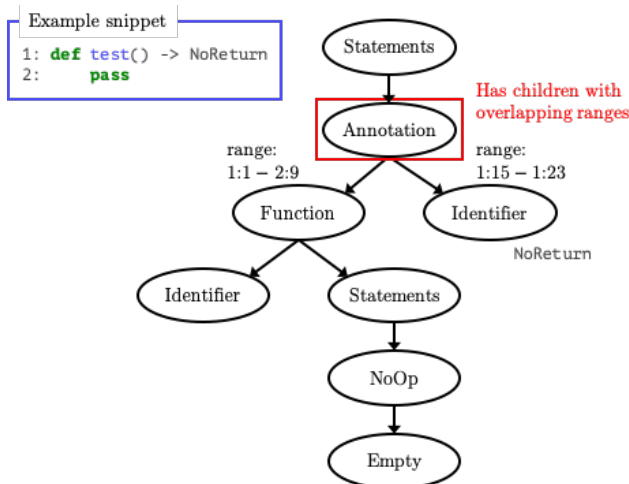 Example snippet
1: def test() -> NoReturn
2: pass
Statements
Has children with
overlapping ranges
Annotation
range:
1:1 – 2:9
range:
1:15 – 1:23
Function
Identifier
NoReturn
Identifier
Statements
NoOp
Empty